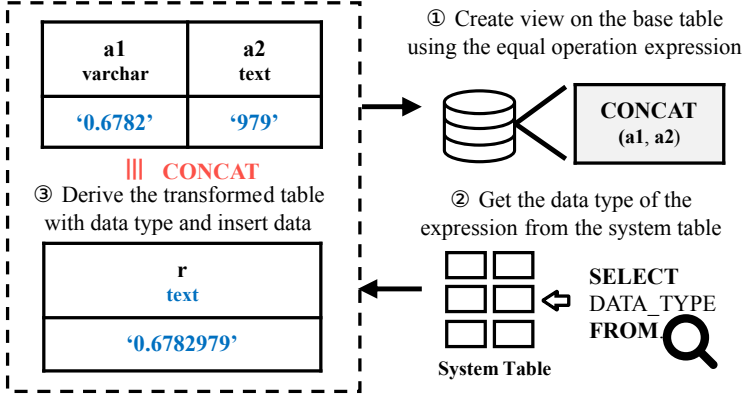 a1
varchar
a2
text
‘0.6782’
‘979’
CONCAT
③ Derive the transformed table
with data type and insert data
r
text
‘0.6782979’
① Create view on the base table
using the equal operation expression
CONCAT
(a1, a2)
② Get the data type of the
expression from the system table
SELECT
DATA_TYPE
FROM
System Table